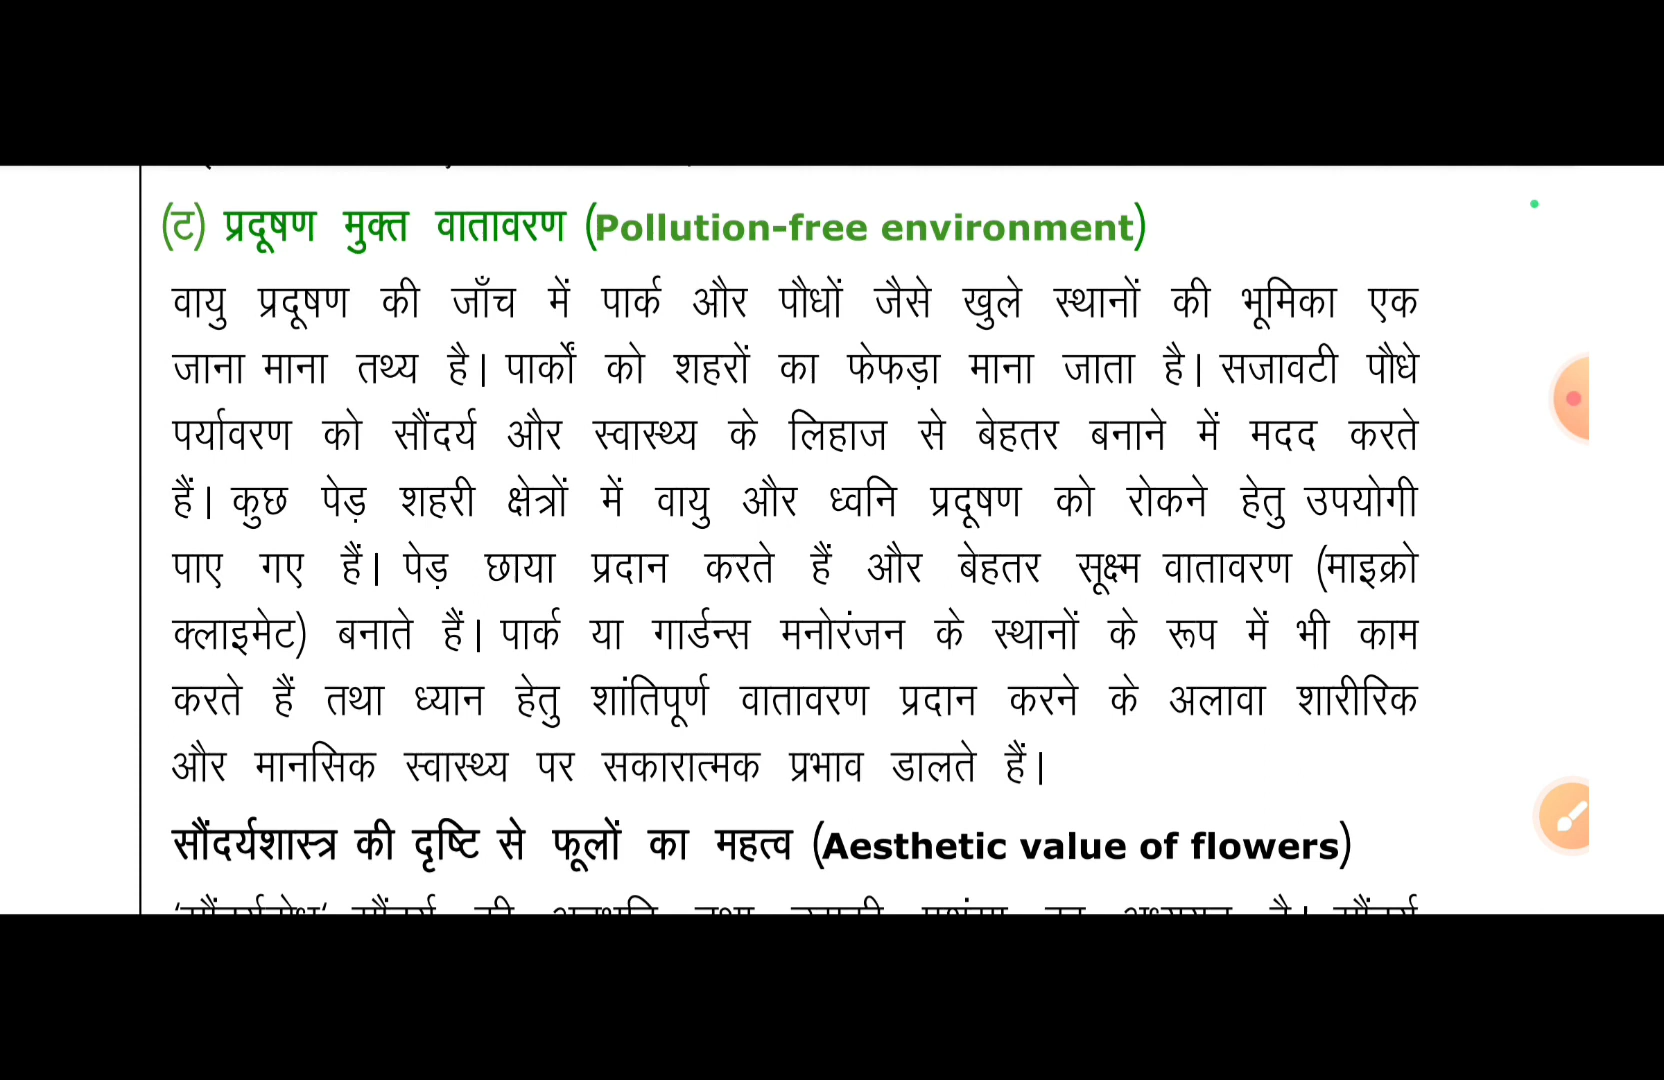 (ट) प्रदूषण मुक्त वातावरण (Pollution-free environment)
वायु प्रदूषण की जाँच में पार्क और पौधों जैसे खुले स्थानों की भूमिका एक
जाना माना तथ्य है। पार्कों को शहरों का फेफड़ा माना जाता है। सजावटी पौधे
पर्यावरण को सौंदर्य और स्वास्थ्य के लिहाज से बेहतर बनाने में मदद करते
हैं। कुछ पेड़ शहरी क्षेत्रों में वायु और ध्वनि प्रदूषण को रोकने हेतु उपयोगी
पाए गए हैं। पेड़ छाया प्रदान करते हैं और बेहतर सूक्ष्म वातावरण (माइक्रो
क्लाइमेट) बनाते हैं। पार्क या गार्डन्स मनोरंजन के स्थानों के रूप में भी काम
करते हैं तथा ध्यान हेतु शांतिपूर्ण वातावरण प्रदान करने के अलावा शारीरिक
और मानसिक स्वास्थ्य पर सकारात्मक प्रभाव डालते हैं।
सौंदर्यशास्त्र की दृष्टि से फूलों का महत्व (Aesthetic value of flowers)